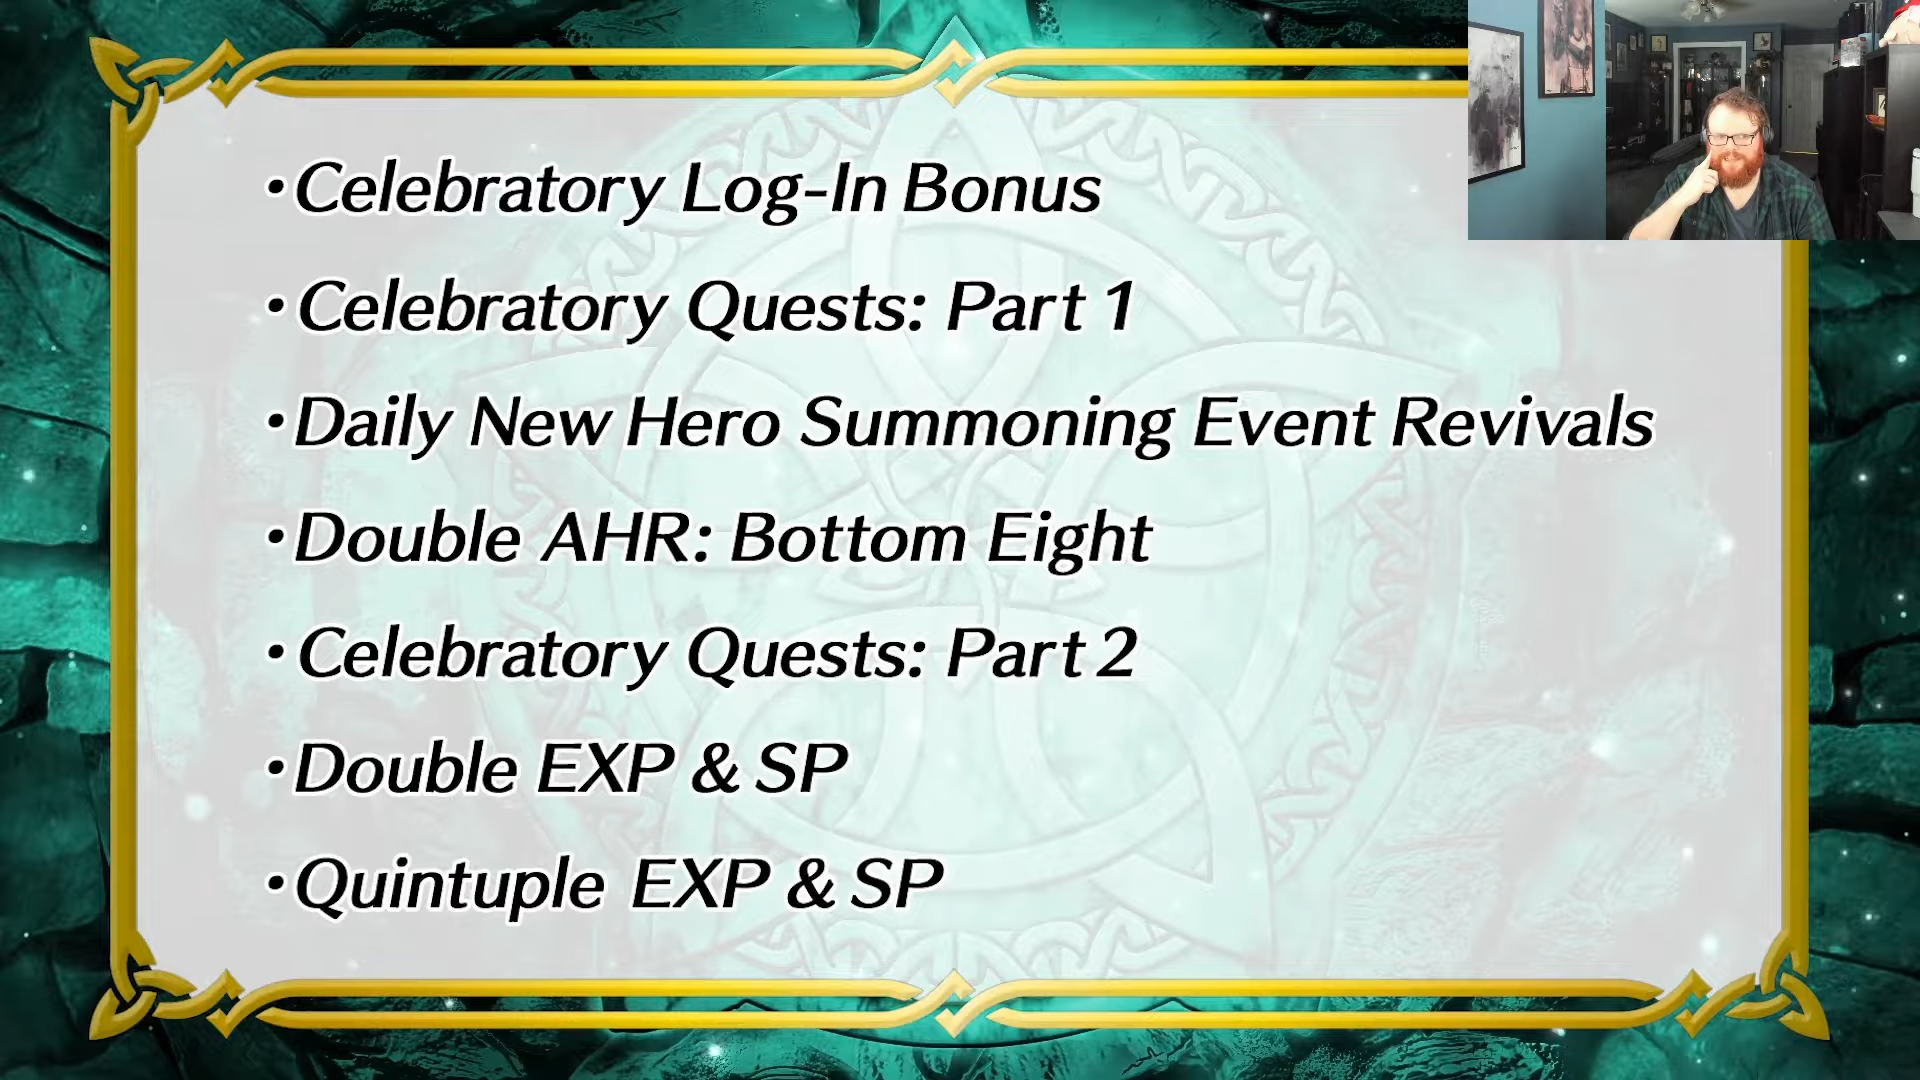 •Celebratory Log-In Bonus
•Celebratory Quests: Part 1
•Daily New Hero Summoning Event Revivals
•Double AHR: Bottom Eight
•Celebratory Quests: Part 2
•Double EXP & SP
•Quintuple EXP & SP